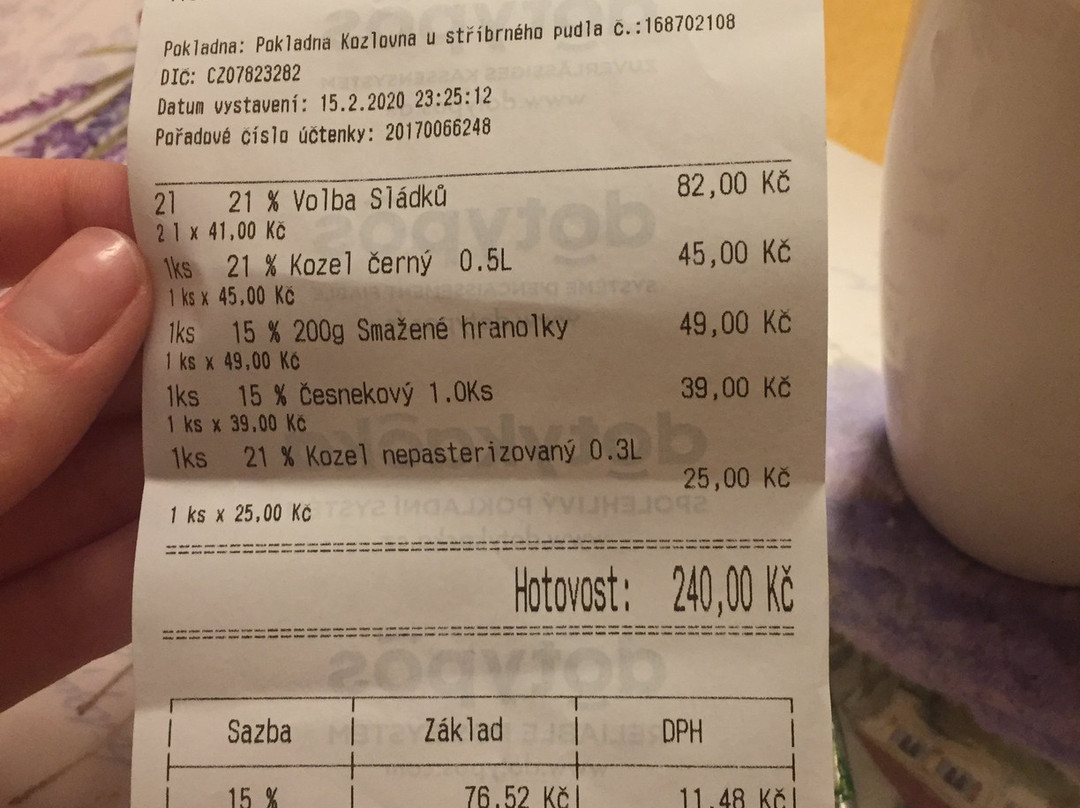 Pokladna: Pokladna Kozlovna u stříbrného pudla č.:168702108
DIČ: CZ07823282
Datum vystavení: 15.2.2020 23:25:12
Pořadové číslo účtenky: 20170066248
2l 21 % Volba Sládků 82,00 Kč
2 l x 41,00 Kč
1ks 21 % Kozel černý 0.5L 45,00 Kč
1 ks x 45,00 Kč
1ks 15 % 200g Smažené hranolky 49,00 Kč
1 ks x 49,00 Kč
1ks 15 % česnekový 1.0Ks 39,00 Kč
1 ks x 39,00 Kč
1ks 21 % Kozel nepasterizovaný 0.3L
25,00 Kč
1 ks x 25,00 Kč
Hotovost: 240,00 Kč
Sazba Základ DPH
15 % 76,52 Kč 11,48 Kč